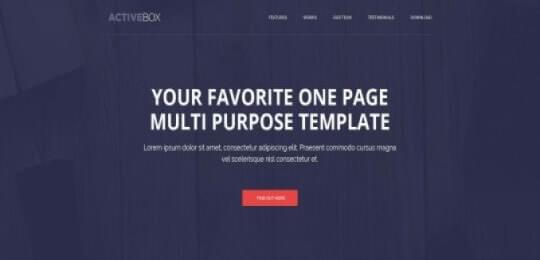 ACTIVEBOX
FEATURES WORKS OUR TEAM TESTIMONIALS DOWNLOAD
YOUR FAVORITE ONE PAGE
MULTI PURPOSE TEMPLATE
Lorem ipsum dolor sit amet, consectetur adipiscing elit. Praesent commodo cursus magna
vel scelerisque nisl consectetur et.
FIND OUT MORE